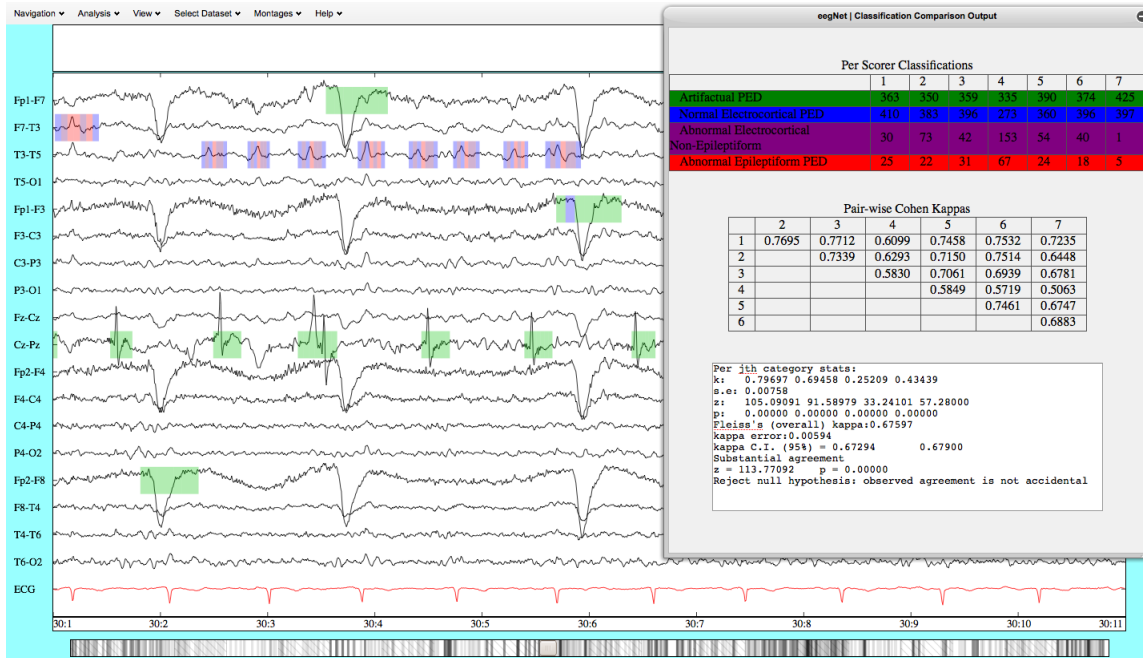 Navigation Analysis View Select Dataset Montages Help
eegNet | Classification Comparison Output
Per Scorer Classifications
1 2 3 4 5 6 7
Artifactual PED 363 350 359 335 390 374 425
Normal Electrocortical PED 410 383 396 273 360 396 397
Abnormal Electrocortical
Non-Epileptiform 30 73 42 153 54 40 1
Abnormal Epileptiform PED 25 22 31 67 24 18 5
Pair-wise Cohen Kappas
2 3 4 5 6 7
1 0.7695 0.7712 0.6099 0.7458 0.7532 0.7235
2 0.7339 0.6293 0.7150 0.7514 0.6448
3 0.5830 0.7061 0.6939 0.6781
4 0.5849 0.5719 0.5063
5 0.7461 0.6747
6 0.6883
Per jth category stats:
k: 0.79697 0.69458 0.25209 0.43439
s.e: 0.00758
z: 105.09091 91.58979 33.24101 57.28000
p: 0.00000 0.00000 0.00000 0.00000
Fleiss's (overall) kappa:0.67597
kappa error:0.00594
kappa C.I. (95%) = 0.67294 0.67900
Substantial agreement
z = 113.77092 p = 0.00000
Reject null hypothesis: observed agreement is not accidental
Fp1-F7
F7-T3
T3-T5
T5-O1
Fp1-F3
F3-C3
C3-P3
P3-O1
Fz-Cz
Cz-Pz
Fp2-F4
F4-C4
C4-P4
P4-O2
Fp2-F8
F8-T4
T4-T6
T6-O2
ECG
30:1 30:2 30:3 30:4 30:5 30:6 30:7 30:8 30:9 30:10 30:11